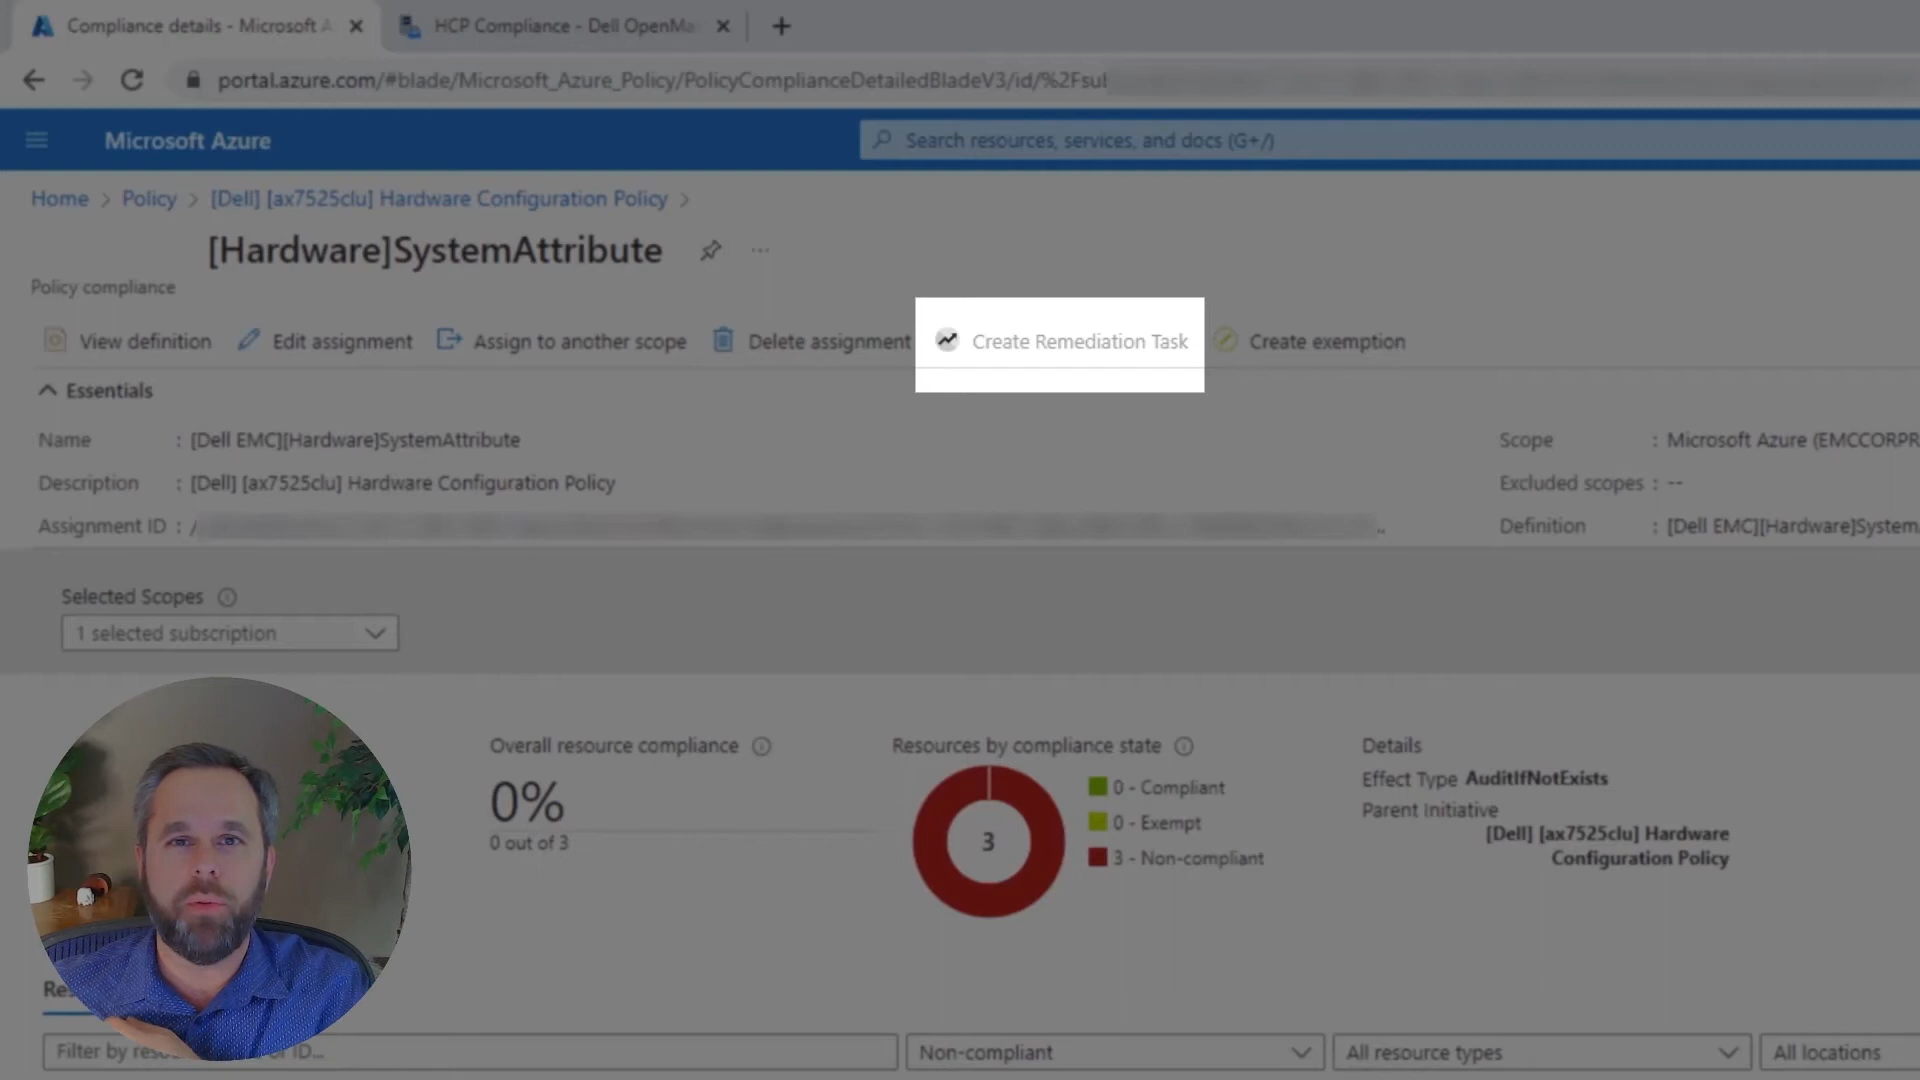 Compliance details - Microsoft A
HCP Compliance - Dell OpenMa
portal.azure.com/#blade/Microsoft_Azure_Policy/PolicyComplianceDetailedBladeV3/id/%2Fsul
Microsoft Azure
Search resources, services, and docs (G+/)
Home > Policy > [Dell] [ax7525clu] Hardware Configuration Policy >
[Hardware]SystemAttribute
Policy compliance
View definition Edit assignment Assign to another scope Delete assignment Create Remediation Task Create exemption
Essentials
Name : [Dell EMC][Hardware]SystemAttribute
Scope : Microsoft Azure (EMCCORPR
Description : [Dell] [ax7525clu] Hardware Configuration Policy
Excluded scopes : --
Assignment ID : / ..
Definition : [Dell EMC][Hardware]System
Selected Scopes
1 selected subscription
Overall resource compliance
0%
0 out of 3
Resources by compliance state
3
0 - Compliant
0 - Exempt
3 - Non-compliant
Details
Effect Type AuditIfNotExists
Parent Initiative
[Dell] [ax7525clu] Hardware
Configuration Policy
Filter by ID...
Non-compliant
All resource types
All locations